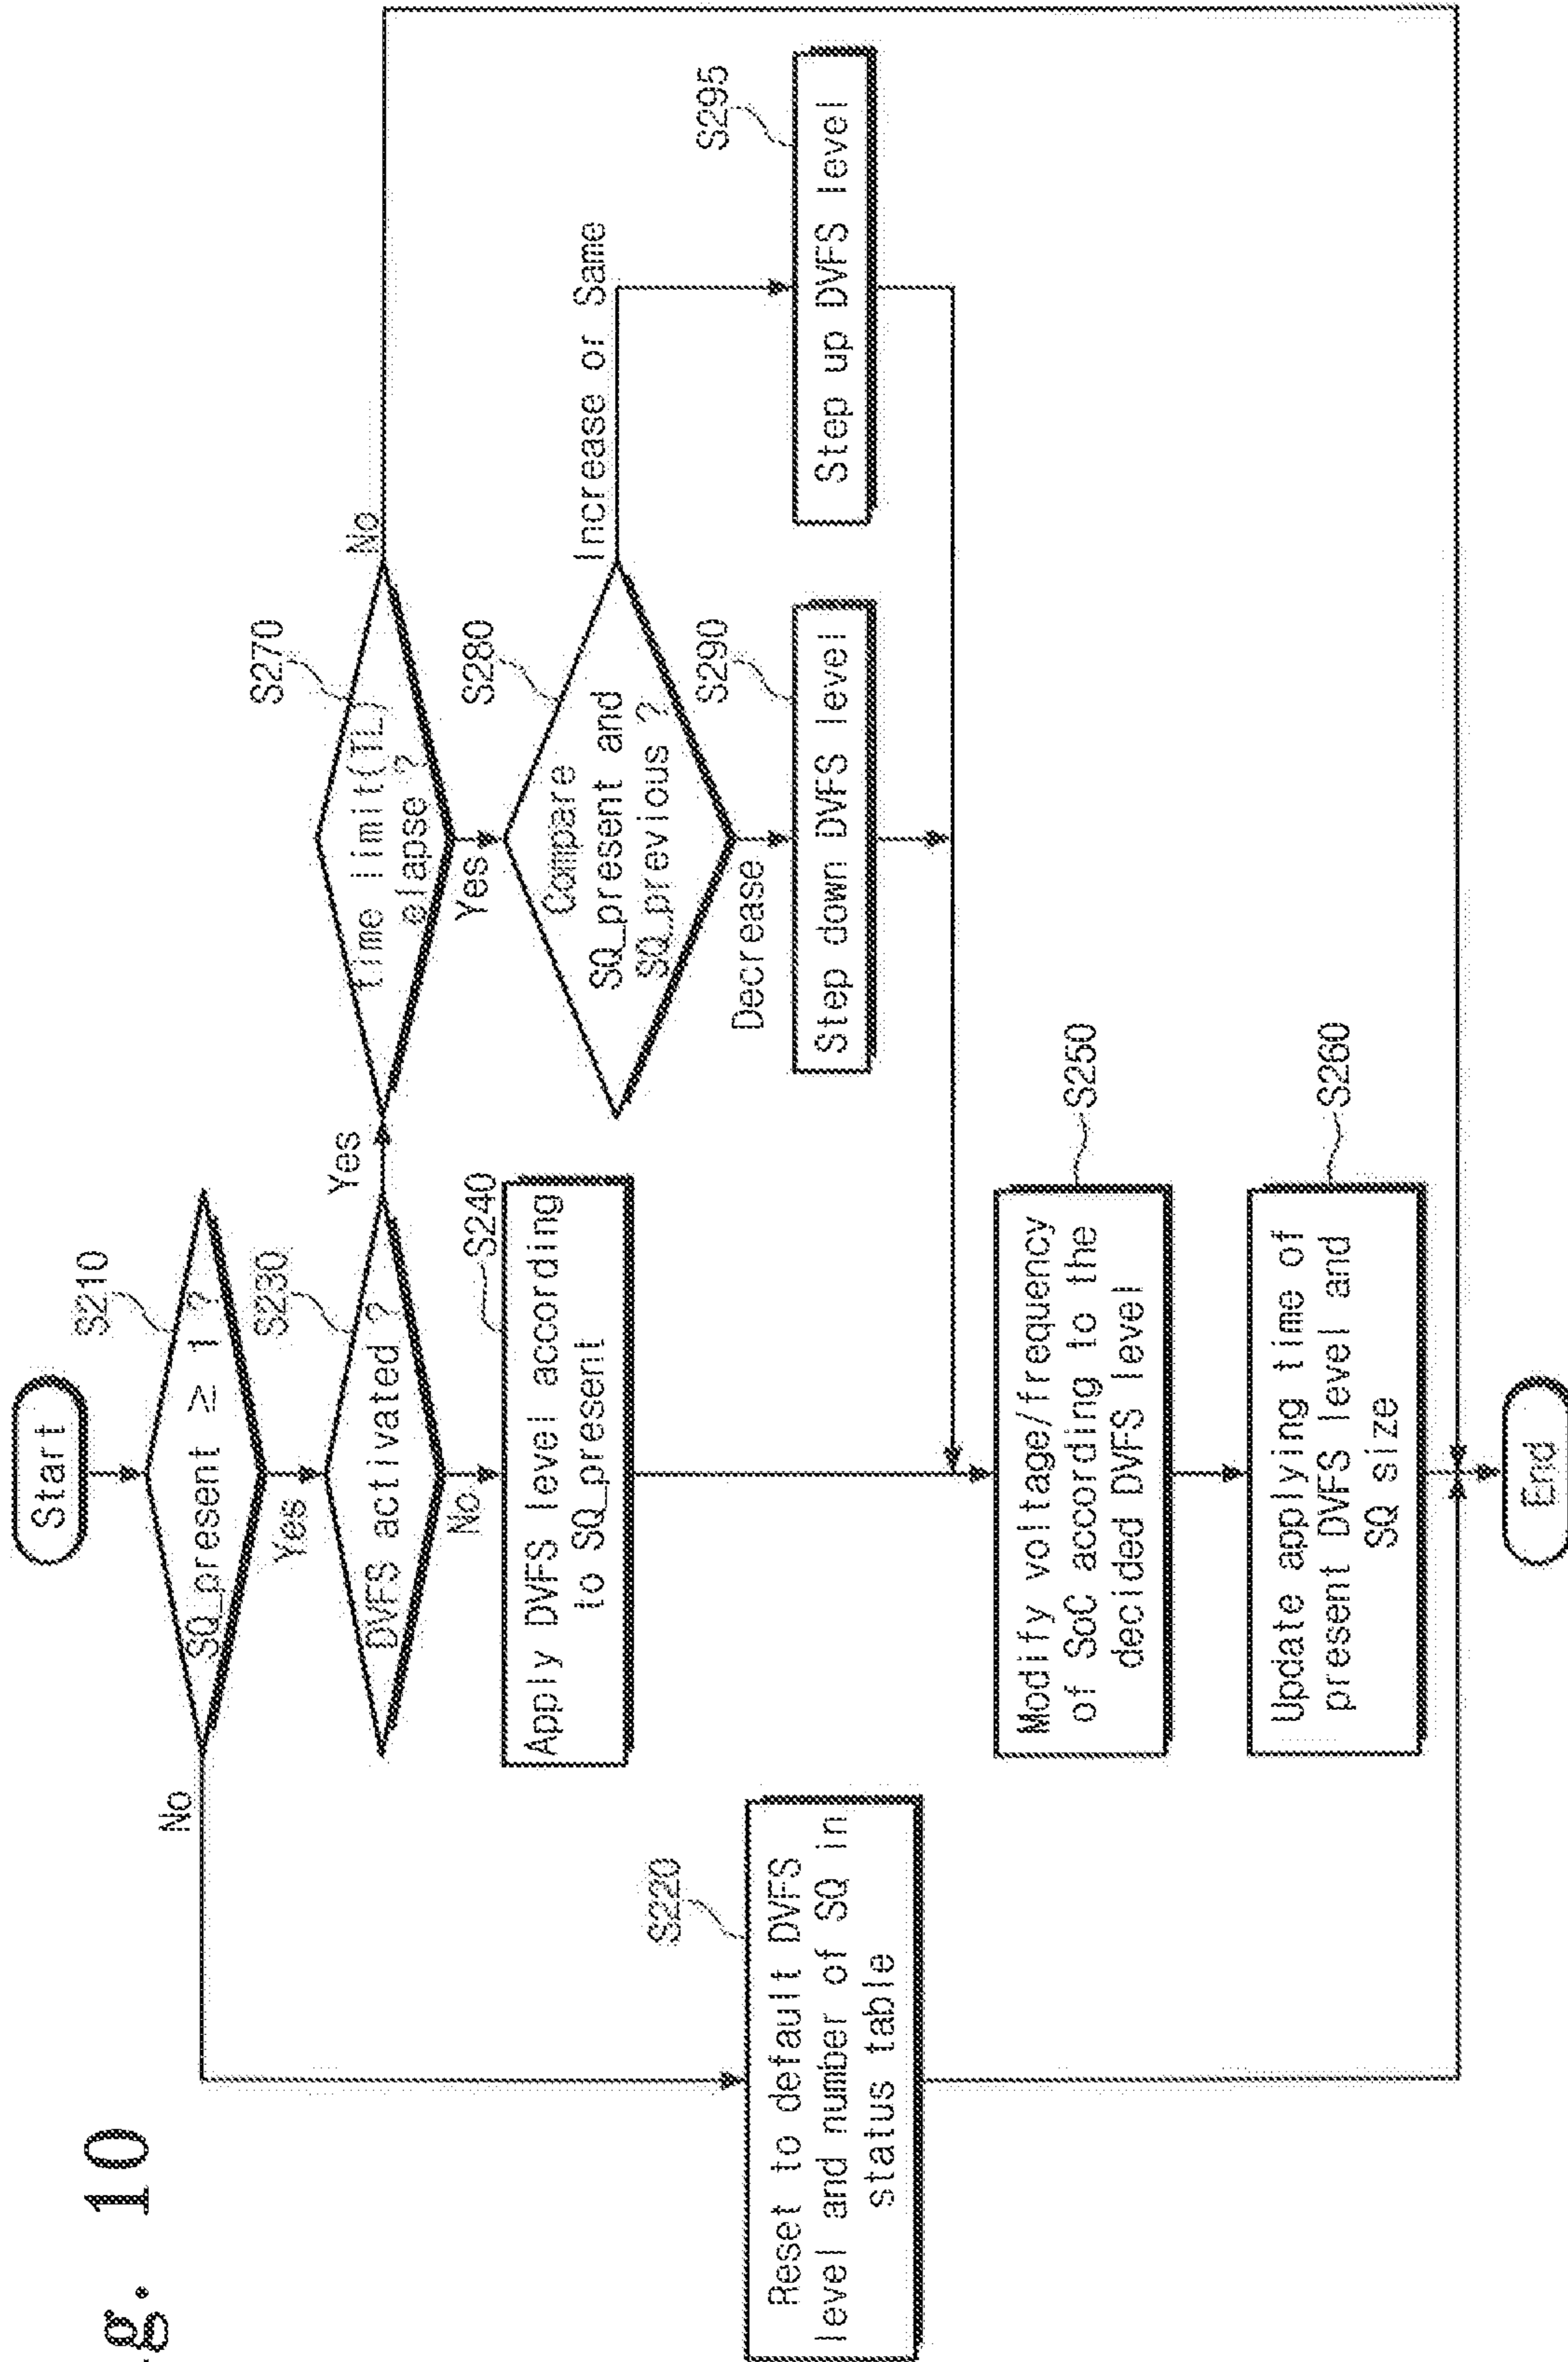 g. 10
Start
S210
SQ_present ≥ 1 ?
No
Yes
S230
DVFS activated ?
Yes
No
S270
time limit(TL)
elapse ?
No
Yes
S240
Apply DVFS level according
to SQ_present
S280
Compare
SQ_present and
SQ_previous ?
Increase or Same
Decrease
S220
Reset to default DVFS
level and number of SQ in
status table
S290
Step down DVFS level
S295
Step up DVFS level
S250
Modify voltage/frequency
of SoC according to the
decided DVFS level
S260
Update applying time of
present DVFS level and
SQ size
End